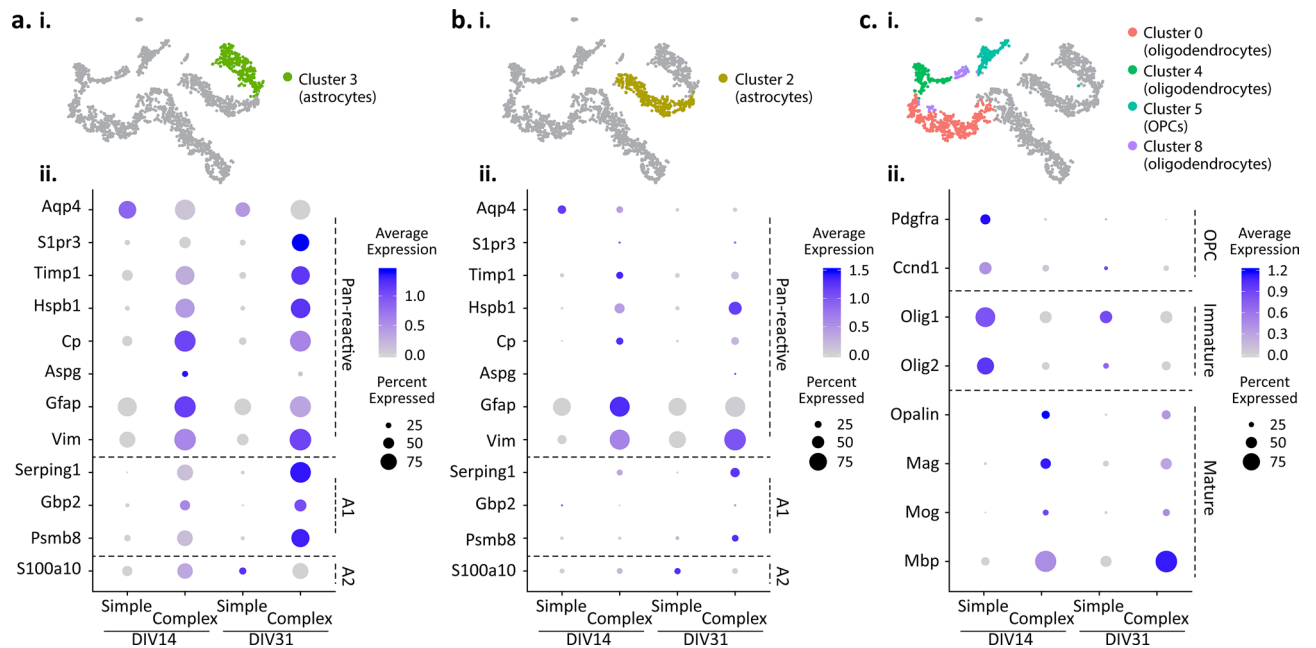 a. i.
Cluster 3
(astrocytes)
ii.
Aqp4
S1pr3
Timp1
Hspb1
Cp
Aspg
Gfap
Vim
Serping1
Gbp2
Psmb8
S100a10
Pan-reactive
A1
A2
Simple
Complex
Simple
Complex
DIV14
DIV31
Average
Expression
1.0
0.0
Percent
Expressed
25
50
75
b. i.
Cluster 2
(astrocytes)
ii.
Aqp4
S1pr3
Timp1
Hspb1
Cp
Aspg
Gfap
Vim
Serping1
Gbp2
Psmb8
S100a10
Pan-reactive
A1
A2
Simple
Complex
Simple
Complex
DIV14
DIV31
Average
Expression
1.5
1.0
0.5
0.0
Percent
Expressed
25
50
75
c. i.
Cluster 0
(oligodendrocytes)
Cluster 4
(oligodendrocytes)
Cluster 5
(OPCs)
Cluster 8
(oligodendrocytes)
ii.
Pdgfra
Ccnd1
Olig1
Olig2
Opalin
Mag
Mog
Mbp
OPC
Immature
Mature
Simple
Complex
Simple
Complex
DIV14
DIV31
Average
Expression
1.2
0.9
0.6
0.3
0.0
Percent
Expressed
25
50
75